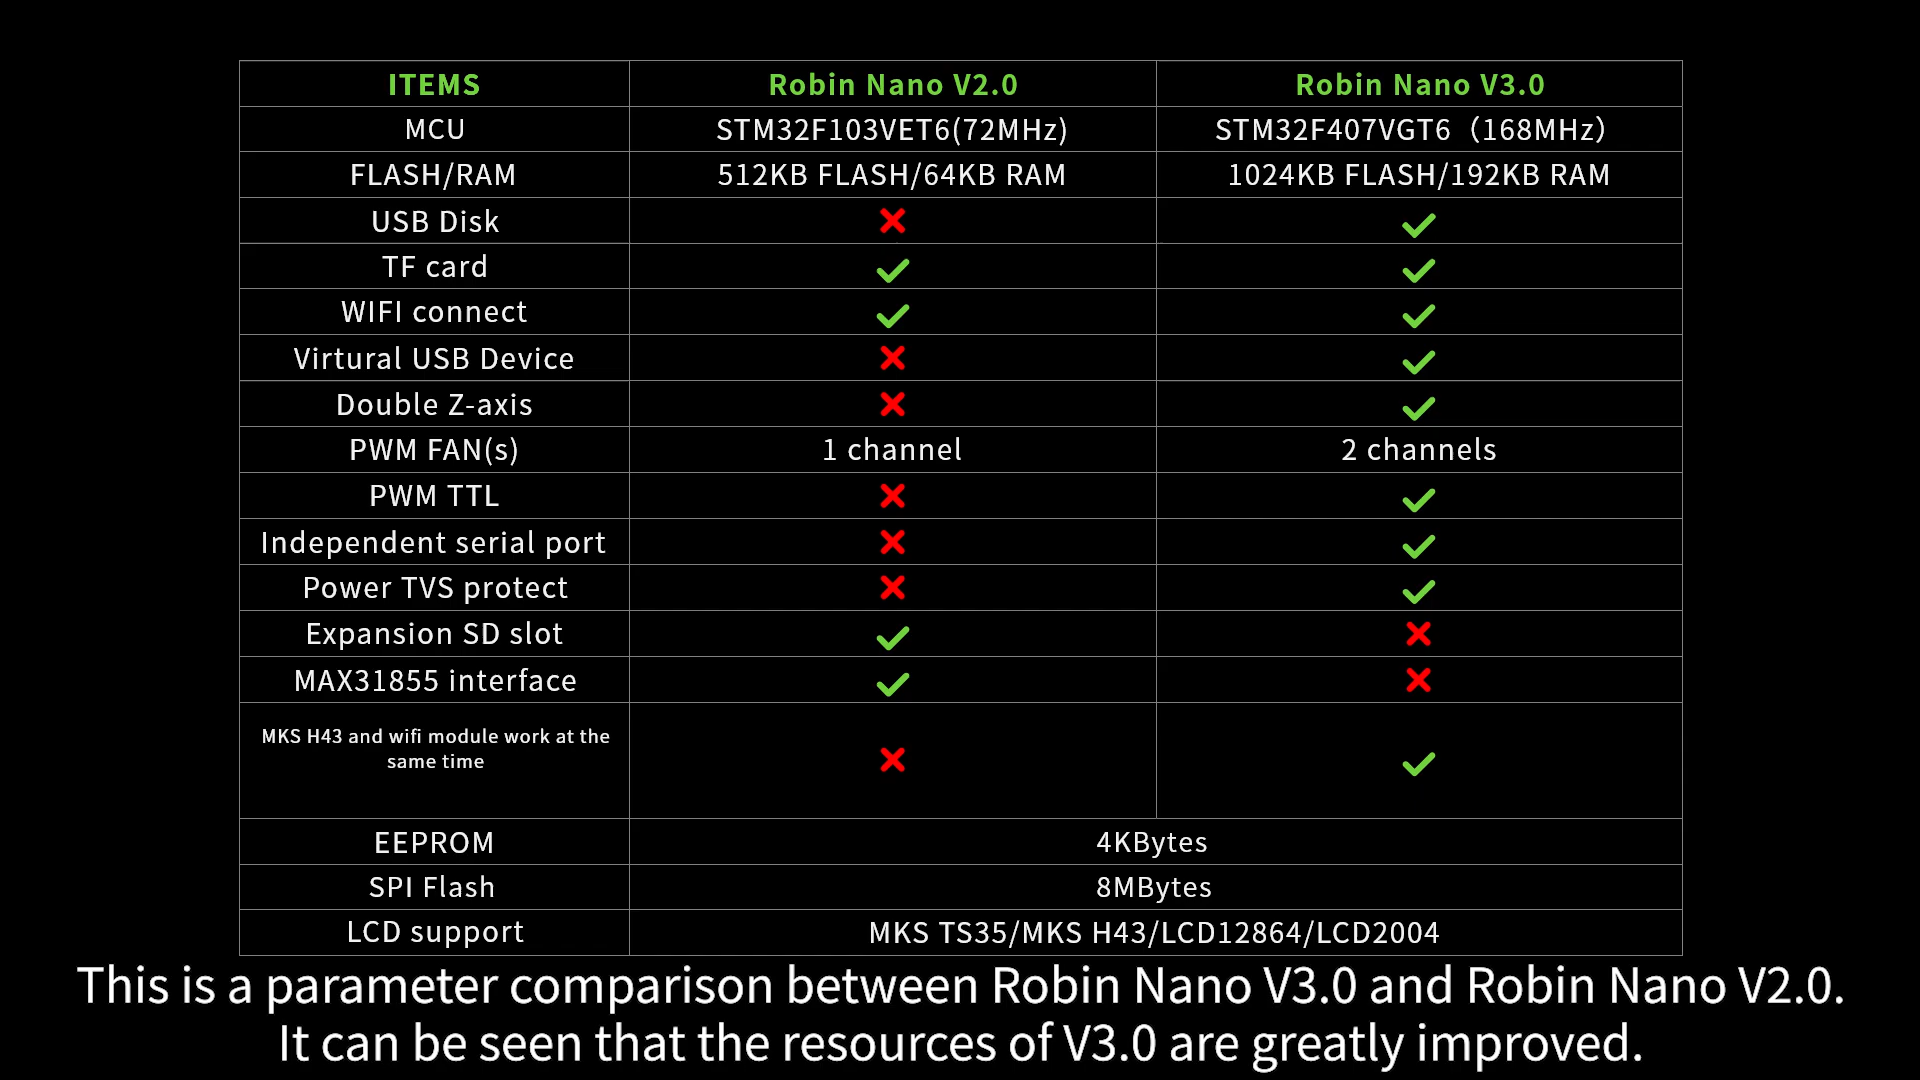 ITEMS Robin Nano V2.0 Robin Nano V3.0
MCU STM32F103VET6(72MHz) STM32F407VGT6（168MHz）
FLASH/RAM 512KB FLASH/64KB RAM 1024KB FLASH/192KB RAM
USB Disk ❌ ✔
TF card ✔ ✔
WIFI connect ✔ ✔
Virtural USB Device ❌ ✔
Double Z-axis ❌ ✔
PWM FAN(s) 1 channel 2 channels
PWM TTL ❌ ✔
Independent serial port ❌ ✔
Power TVS protect ❌ ✔
Expansion SD slot ✔ ❌
MAX31855 interface ✔ ❌
MKS H43 and wifi module work at the
same time ❌ ✔
EEPROM 4KBytes
SPI Flash 8MBytes
LCD support MKS TS35/MKS H43/LCD12864/LCD2004
This is a parameter comparison between Robin Nano V3.0 and Robin Nano V2.0.
It can be seen that the resources of V3.0 are greatly improved.